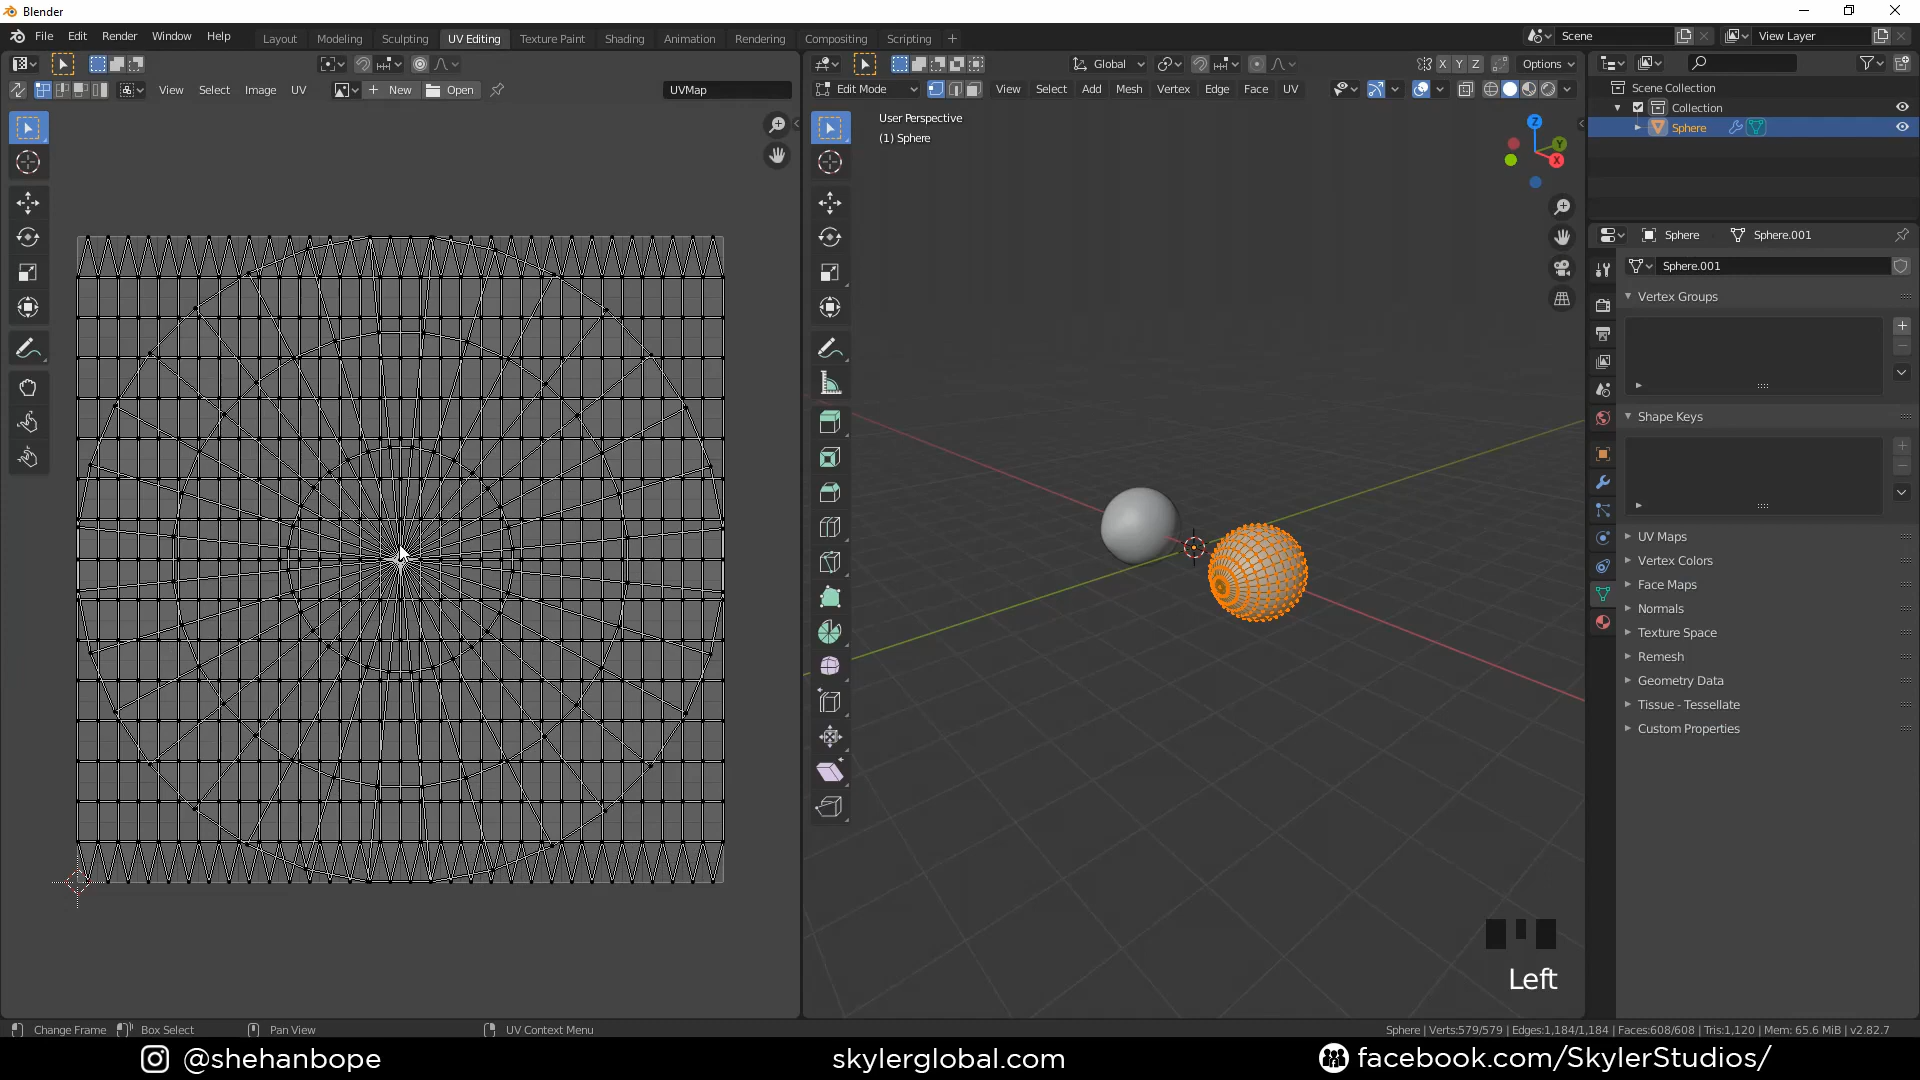 Blender
File Edit Render Window Help Layout Modeling Sculpting UV Editing Texture Paint Shading Animation Rendering Compositing Scripting + Scene View Layer
Global X Y Z Options
View Select Image UV New Open UVMap Edit Mode View Select Add Mesh Vertex Edge Face UV
Scene Collection
Collection
Sphere
User Perspective
(1) Sphere
Z
Y
X
Sphere Sphere.001
Sphere.001
Vertex Groups
Shape Keys
UV Maps
Vertex Colors
Face Maps
Normals
Texture Space
Remesh
Geometry Data
Tissue - Tessellate
Custom Properties
Left
Change Frame Box Select Pan View UV Context Menu Sphere | Verts:579/579 | Edges:1,184/1,184 | Faces:608/608 | Tris:1,120 | Mem: 65.6 MiB | v2.82.7
@shehanbope skylerglobal.com facebook.com/SkylerStudios/